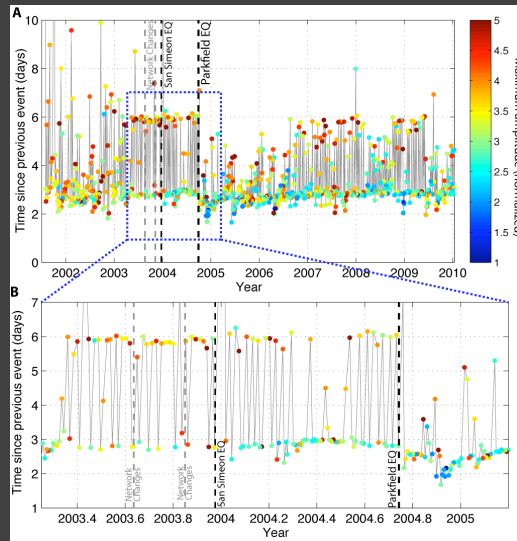 A
Network Changes
San Simeon EQ
Parkfield EQ
Time since previous event (days)
10
8
6
4
2
0
2002 2003 2004 2005 2006 2007 2008 2009 2010
Year
5
4.5
4
3.5
3
2.5
2
1.5
1
B
Time since previous event (days)
7
6
5
4
3
2
1
Network
Changes
Network
Changes
San Simeon EQ
Parkfield EQ
2003.4 2003.6 2003.8 2004 2004.2 2004.4 2004.6 2004.8 2005
Year